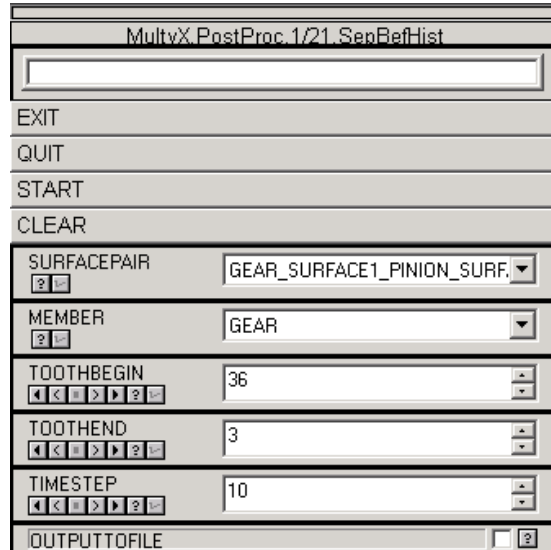 MultyX.PostProc.1/21.SepBefHist
EXIT
QUIT
START
CLEAR
SURFACEPAIR
GEAR_SURFACE1_PINION_SURF.
MEMBER
GEAR
TOOTHBEGIN
36
TOOTHEND
3
TIMESTEP
10
OUTPUTTOFILE